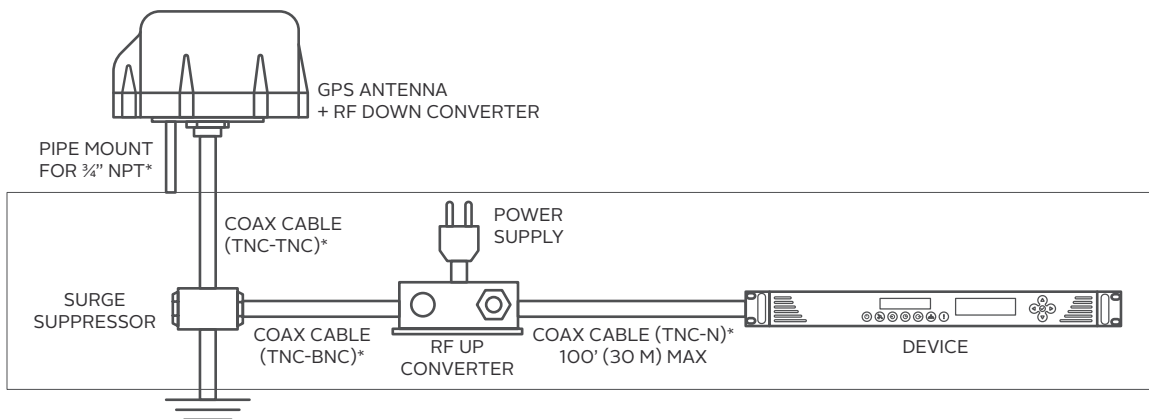 GPS ANTENNA
+ RF DOWN CONVERTER
PIPE MOUNT
FOR ¾” NPT*
COAX CABLE
(TNC-TNC)*
POWER
SUPPLY
SURGE
SUPPRESSOR
COAX CABLE
(TNC-BNC)*
RF UP
CONVERTER
COAX CABLE (TNC-N)*
100’ (30 M) MAX
DEVICE